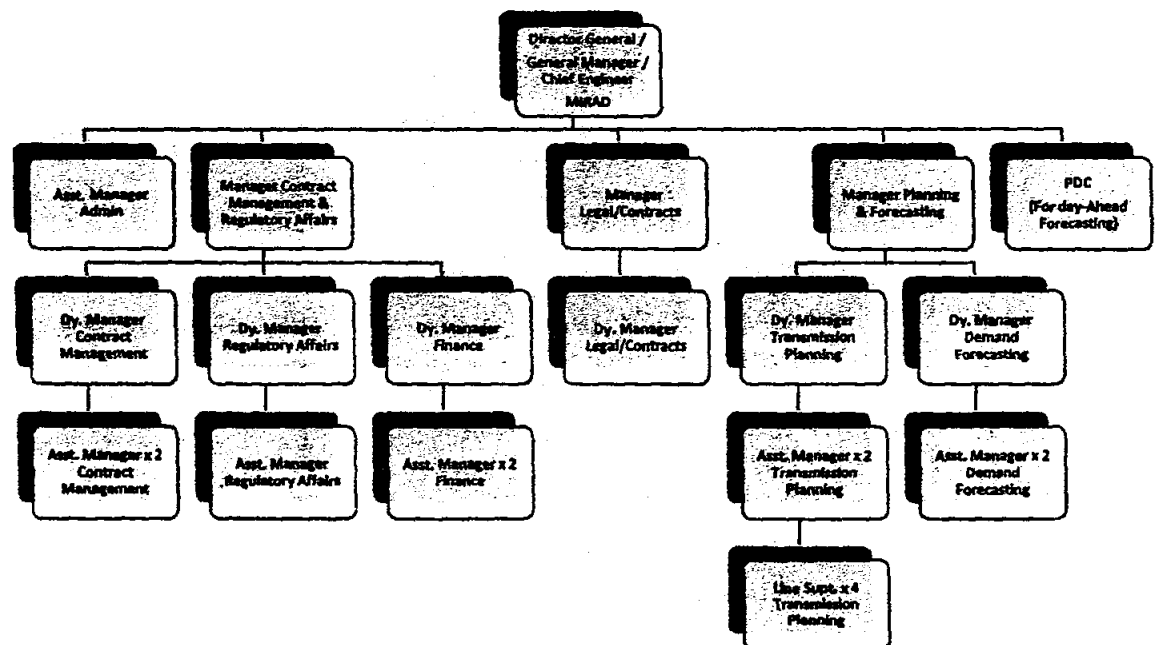 Director General /
General Manager /
Chief Engineer
MIRAD
Asst. Manager
Admin
Manager Contract
Management &
Regulatory Affairs
Manager
Legal/Contracts
Manager Planning
& Forecasting
PDC
(For day-Ahead
Forecasting)
Dy. Manager
Contract
Management
Dy. Manager
Regulatory Affairs
Dy. Manager
Finance
Dy. Manager
Legal/Contracts
Dy. Manager
Transmission
Planning
Dy. Manager
Demand
Forecasting
Asst. Manager x 2
Contract
Management
Asst. Manager
Regulatory Affairs
Asst. Manager x 2
Finance
Asst. Manager x 2
Transmission
Planning
Asst. Manager x 2
Demand
Forecasting
Line Supt. x 4
Transmission
Planning